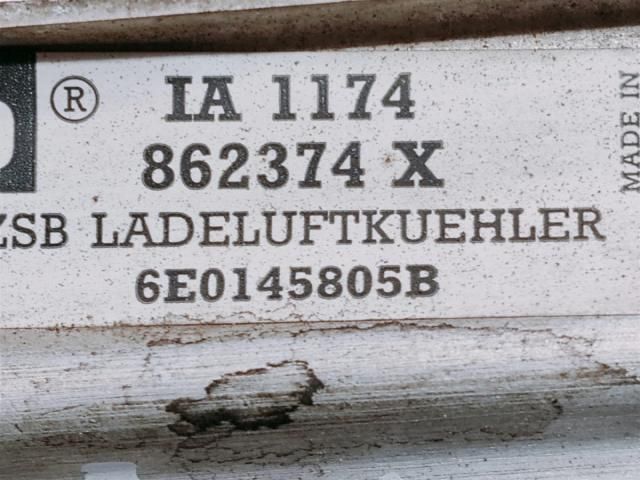 ® IA 1174
862374 X
ZSB LADELUFTKUEHLER
6E0145805B
MADE IN